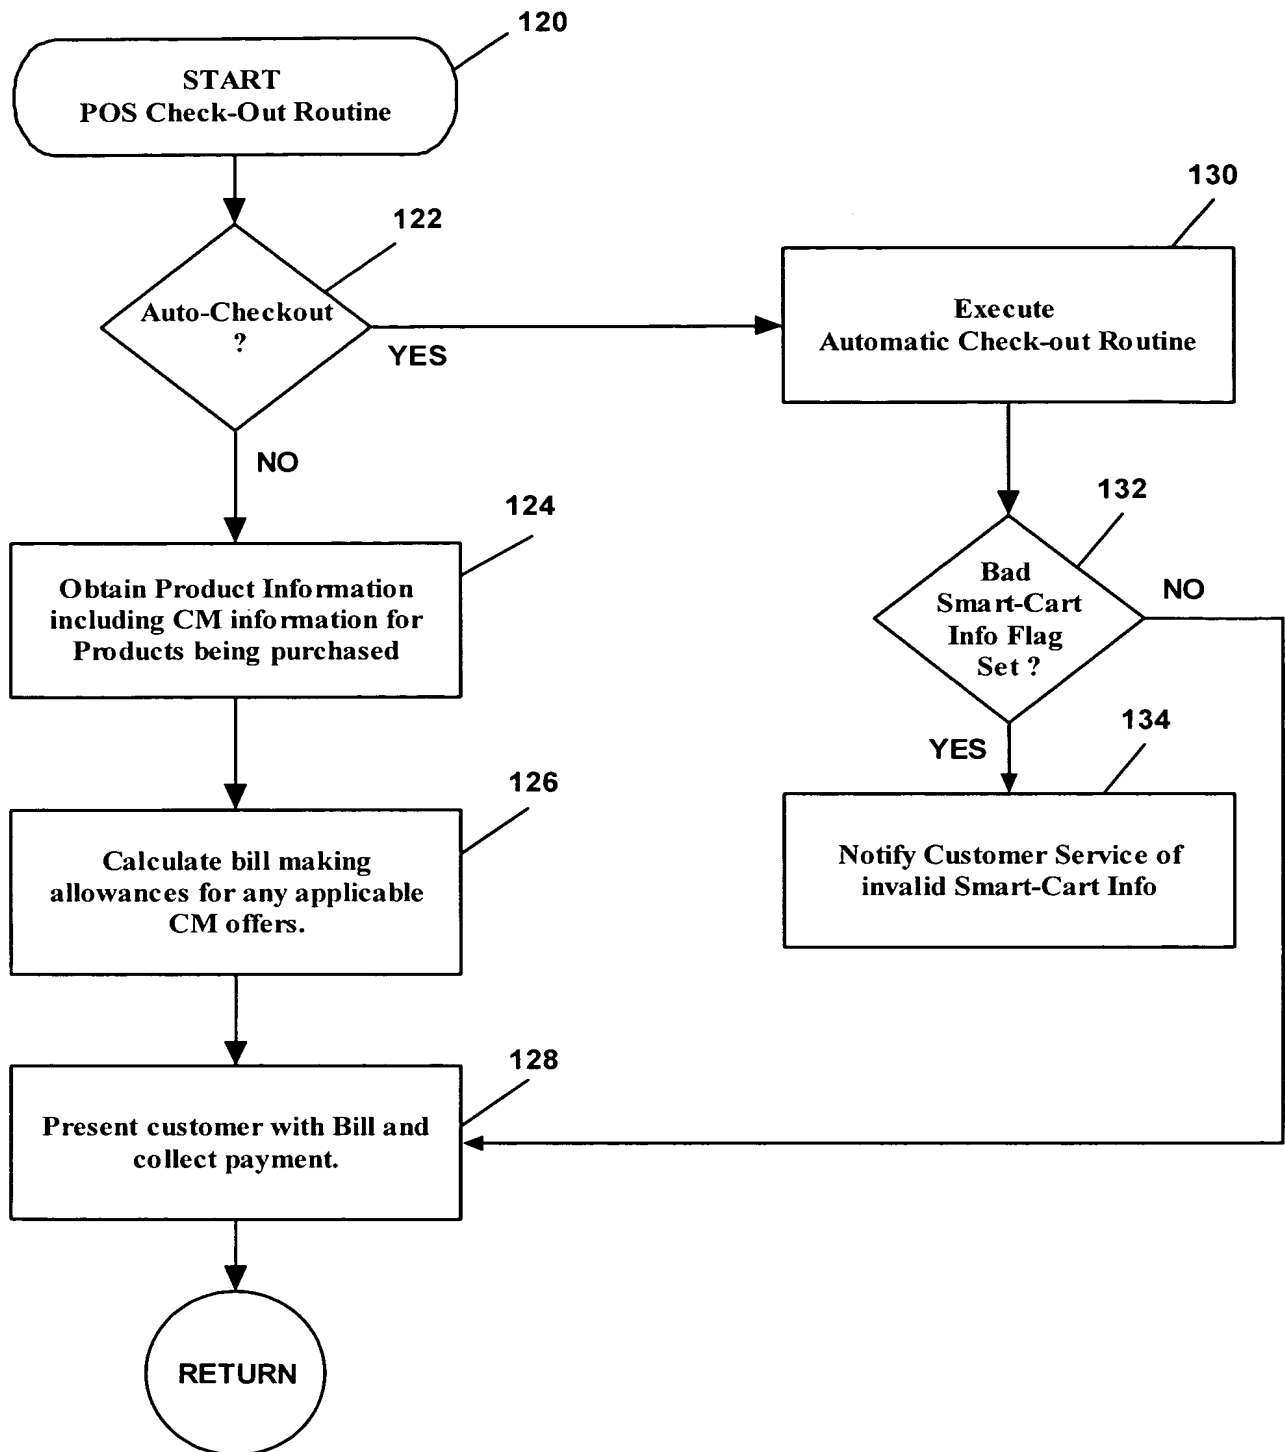 120
START
POS Check-Out Routine
130
122
Auto-Checkout
?
YES
Execute
Automatic Check-out Routine
NO
132
124
Bad
Smart-Cart
Info Flag
Set ?
NO
Obtain Product Information
including CM information for
Products being purchased
134
YES
126
Notify Customer Service of
invalid Smart-Cart Info
Calculate bill making
allowances for any applicable
CM offers.
128
Present customer with Bill and
collect payment.
RETURN